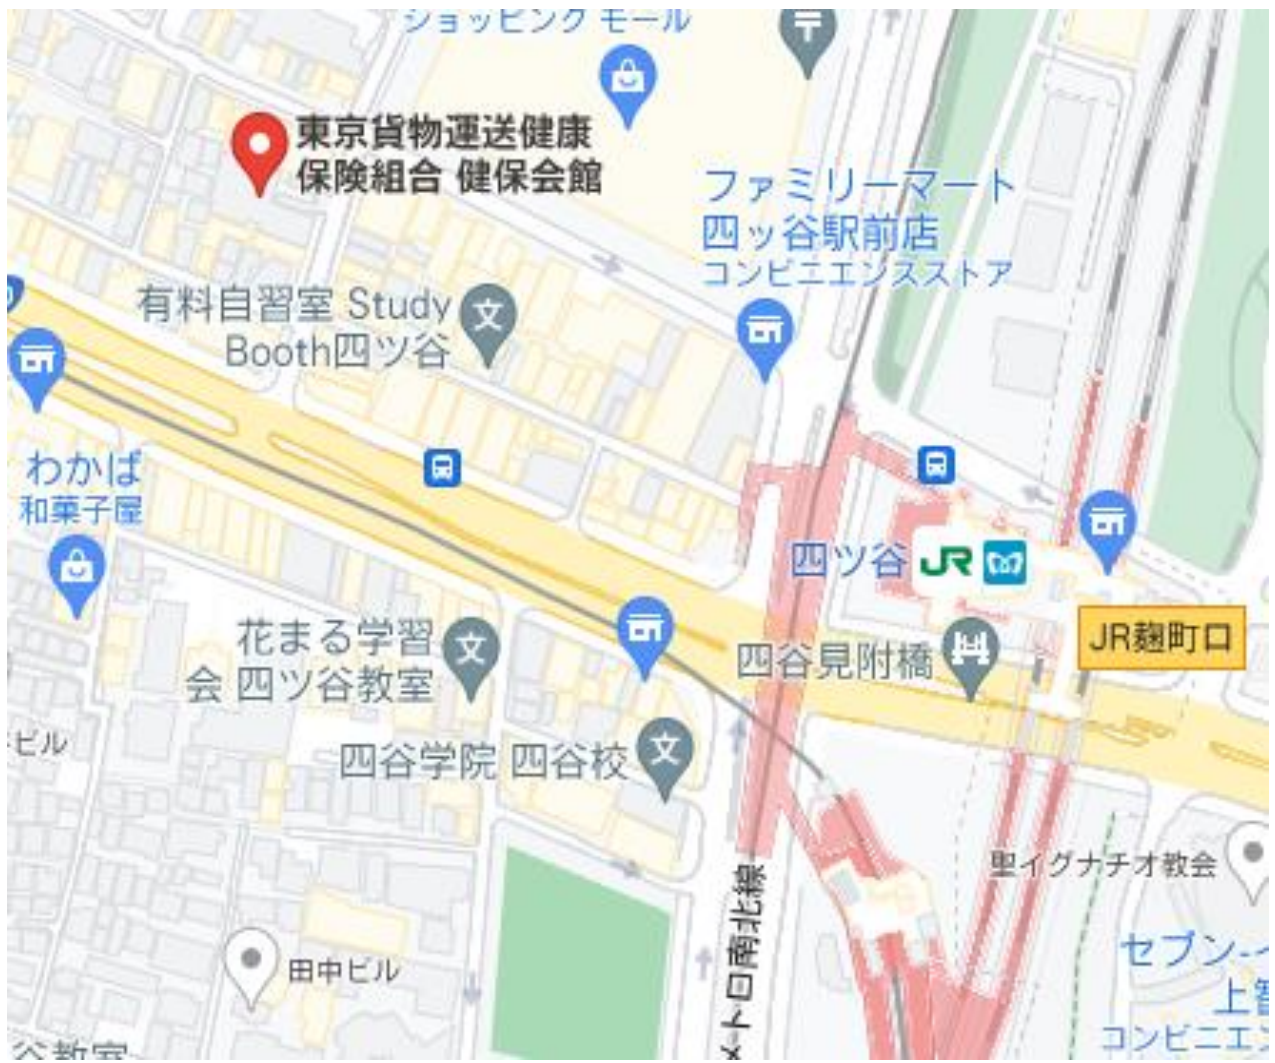 ショッピング モール
東京貨物運送健康
保険組合 健保会館
ファミリーマート
四ッ谷駅前店
コンビニエンスストア
有料自習室 Study
Booth四ツ谷
わかば
和菓子屋
四ツ谷 JR
JR麹町口
花まる学習
会 四ツ谷教室
四谷見附橋
ビル
四谷学院 四谷校
聖イグナチオ教会
メトロ南北線
田中ビル
セブン-イ
上智
コンビニエン
谷教室